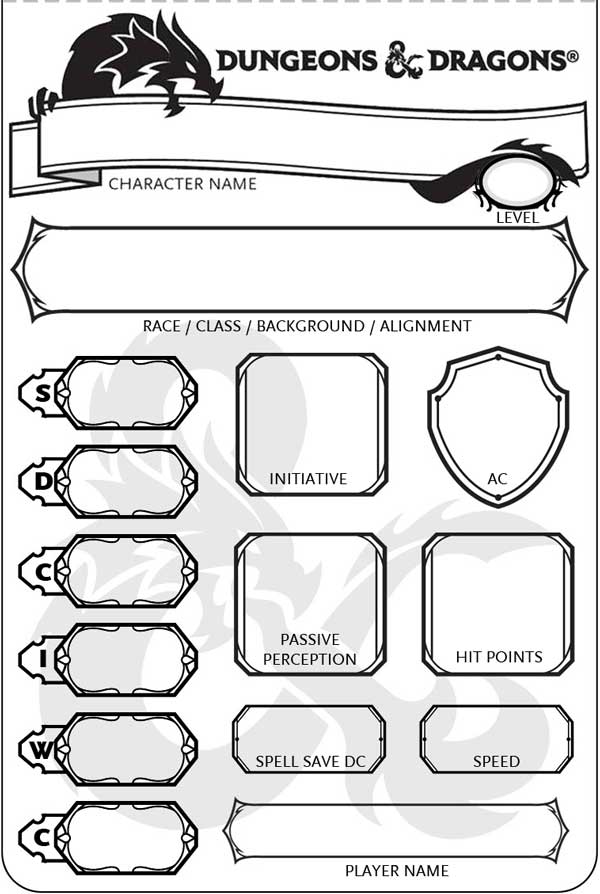 DUNGEONS & DRAGONS®
CHARACTER NAME
LEVEL
RACE / CLASS / BACKGROUND / ALIGNMENT
S
INITIATIVE
AC
D
C
I
PASSIVE
PERCEPTION
HIT POINTS
W
SPELL SAVE DC
SPEED
C
PLAYER NAME